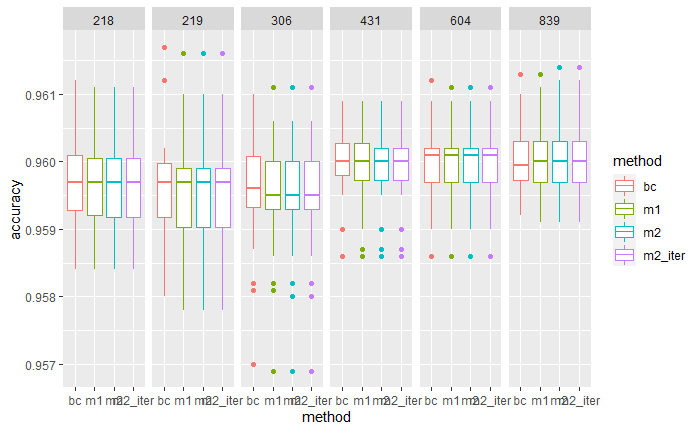 218 219 306 431 604 839
0.961
0.960
0.959
0.958
0.957
accuracy
bc m1 m2 m2_iter bc m1 m2 m2_iter bc m1 m2 m2_iter bc m1 m2 m2_iter bc m1 m2 m2_iter bc m1 m2 m2_iter
method
method
bc
m1
m2
m2_iter